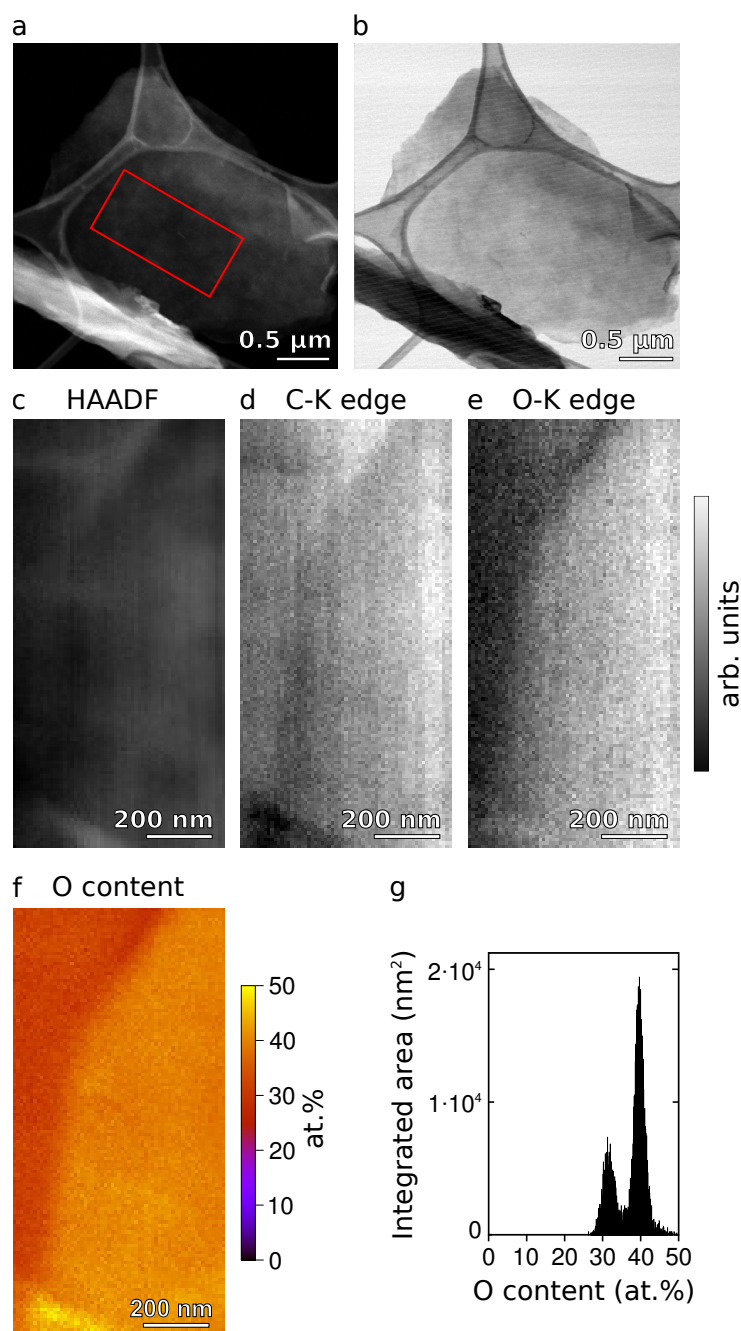 a
b
0.5 µm
0.5 µm
c HAADF
d C-K edge
e O-K edge
200 nm
200 nm
200 nm
arb. units
f O content
50
40
30
20
10
0
at.%
200 nm
g
Integrated area (nm²)
2·10⁴
1·10⁴
0
0 10 20 30 40 50
O content (at.%)